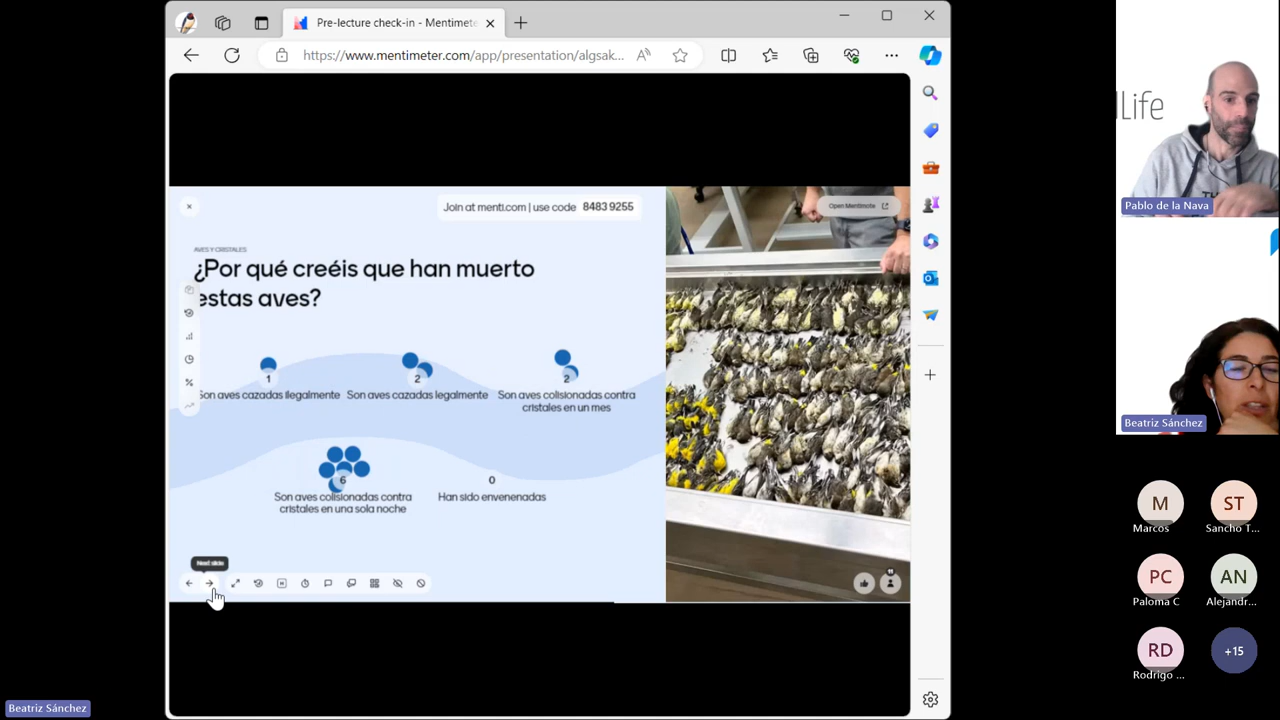 Pre-lecture check-in - Mentimete
https://www.mentimeter.com/app/presentation/algsak...
Join at menti.com | use code 8483 9255
Open Mentimote
AVES Y CRISTALES
¿Por qué creéis que han muerto
estas aves?
1
Son aves cazadas ilegalmente
2
Son aves cazadas legalmente
2
Son aves colisionadas contra
cristales en un mes
6
Son aves colisionadas contra
cristales en una sola noche
0
Han sido envenenadas
Next slide
Life
Pablo de la Nava
Beatriz Sánchez
M
Marcos
ST
Sancho T...
PC
Paloma C
AN
Alejandr...
RD
Rodrigo ...
+15
Beatriz Sánchez